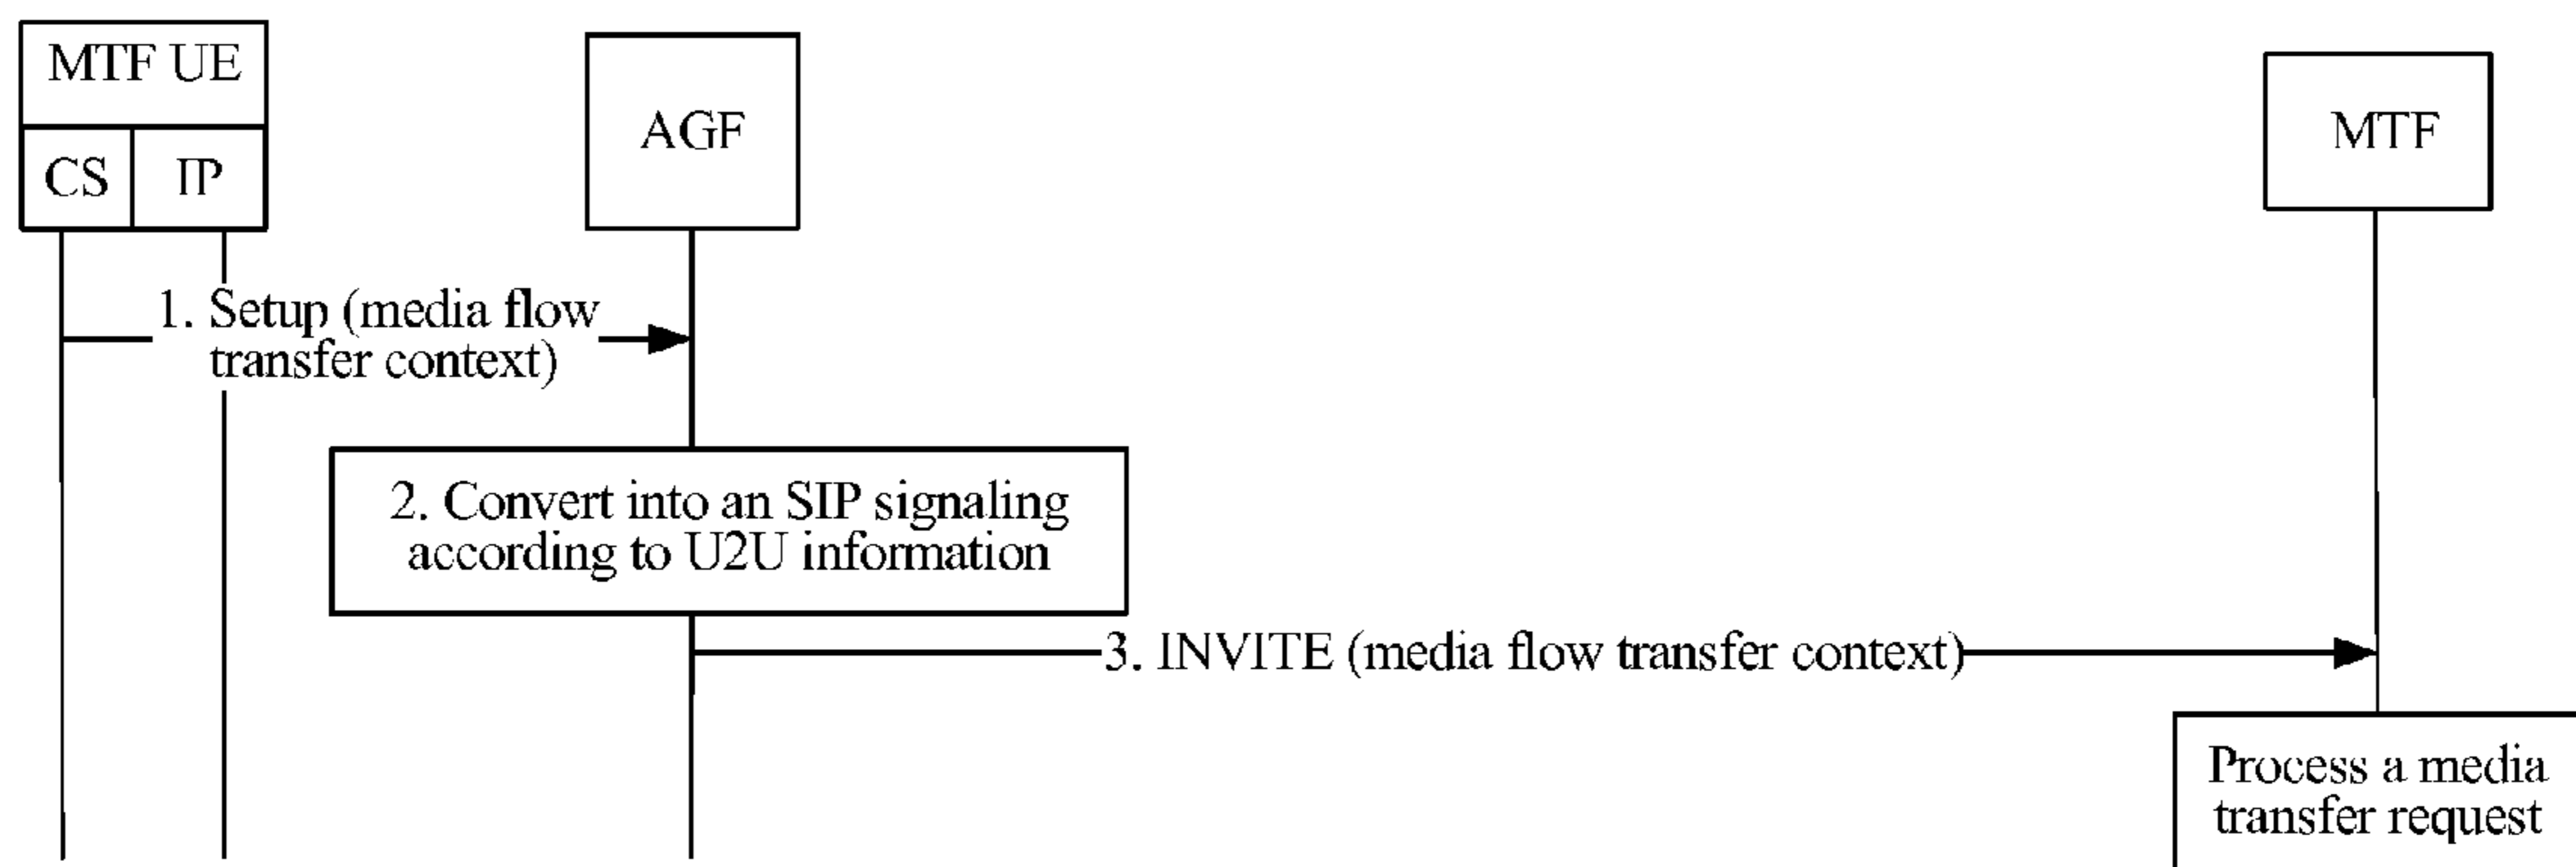 MTF UE
CS
IP
AGF
MTF
1. Setup (media flow
transfer context)
2. Convert into an SIP signaling
according to U2U information
3. INVITE (media flow transfer context)
Process a media
transfer request